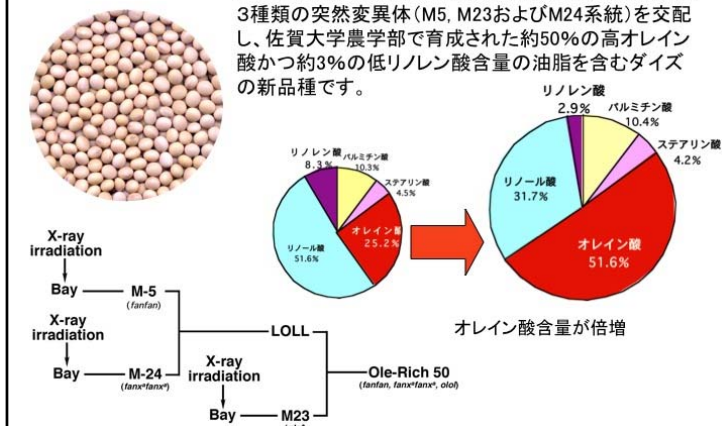 3種類の突然変異体（M5, M23およびM24系統）を交配
し、佐賀大学農学部で育成された約50%の高オレイン
酸かつ約3%の低リノレン酸含量の油脂を含むダイズ
の新品種です。
リノレン酸
8.3%
パルミチン酸
10.3%
ステアリン酸
4.5%
オレイン酸
25.2%
リノール酸
51.6%
リノレン酸
2.9%
パルミチン酸
10.4%
ステアリン酸
4.2%
リノール酸
31.7%
オレイン酸
51.6%
オレイン酸含量が倍増
X-ray
irradiation
Bay
M-5
(fanfan)
X-ray
irradiation
Bay
M-24
(fanxᵃfanxᵃ)
LOLL
X-ray
irradiation
Bay
M23
Ole-Rich 50
(fanfan, fanxᵃfanxᵃ, olol)